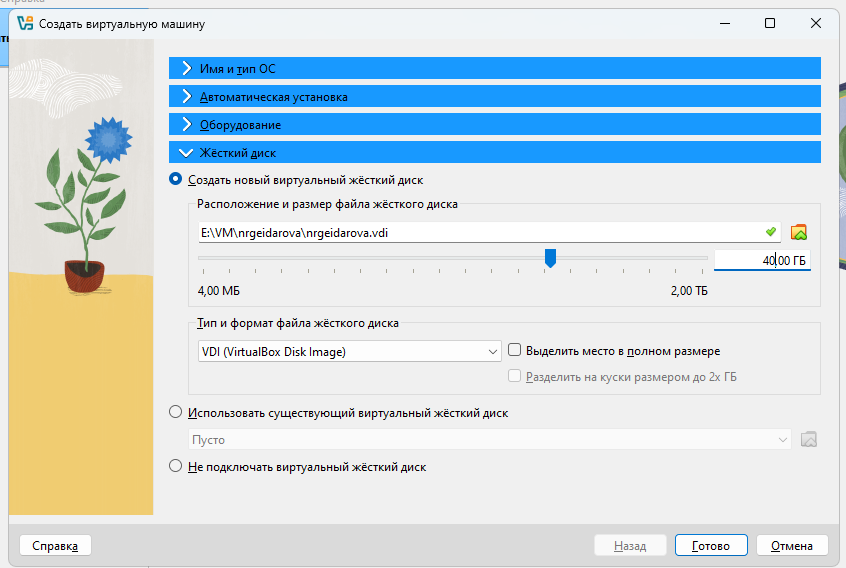 Создать виртуальную машину
Имя и тип ОС
Автоматическая установка
Оборудование
Жёсткий диск
Создать новый виртуальный жёсткий диск
Расположение и размер файла жёсткого диска
E:\VM\nrgeidarova\nrgeidarova.vdi
40,00 ГБ
4,00 МБ
2,00 ТБ
Тип и формат файла жёсткого диска
VDI (VirtualBox Disk Image)
Выделить место в полном размере
Разделить на куски размером до 2х ГБ
Использовать существующий виртуальный жёсткий диск
Пусто
Не подключать виртуальный жёсткий диск
Справка
Назад
Готово
Отмена